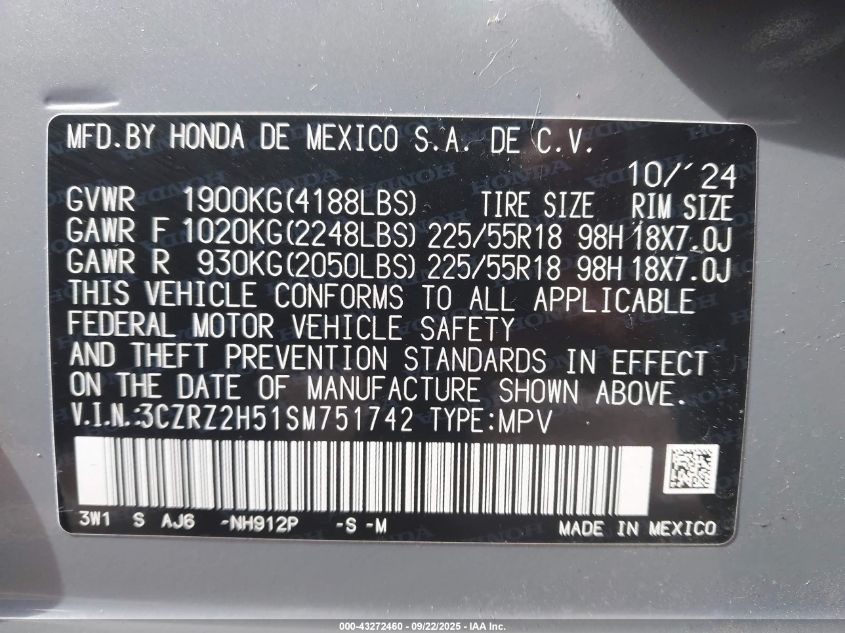 MFD. BY HONDA DE MEXICO S.A. DE C.V.
10/'24
GVWR 1900KG(4188LBS) TIRE SIZE RIM SIZE
GAWR F 1020KG(2248LBS) 225/55R18 98H 18X7.0J
GAWR R 930KG(2050LBS) 225/55R18 98H 18X7.0J
THIS VEHICLE CONFORMS TO ALL APPLICABLE
FEDERAL MOTOR VEHICLE SAFETY
AND THEFT PREVENTION STANDARDS IN EFFECT
ON THE DATE OF MANUFACTURE SHOWN ABOVE.
V.I.N.:3CZRZ2H51SM751742 TYPE:MPV
3W1 S AJ6 -NH912P -S -M MADE IN MEXICO
000-43272460 - 09/22/2025 - IAA Inc.